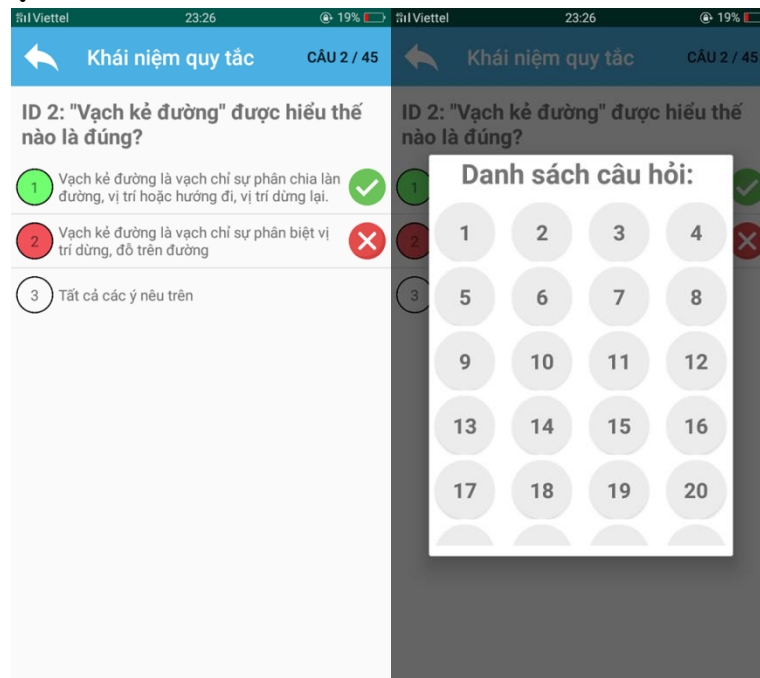 Viettel 23:26 19%
Khái niệm quy tắc CÂU 2 / 45
ID 2: "Vạch kẻ đường" được hiểu thế
nào là đúng?
1 Vạch kẻ đường là vạch chỉ sự phân chia làn
đường, vị trí hoặc hướng đi, vị trí dừng lại.
2 Vạch kẻ đường là vạch chỉ sự phân biệt vị
trí dừng, đỗ trên đường
3 Tất cả các ý nêu trên
Viettel 23:26 19%
Khái niệm quy tắc CÂU 2 / 45
ID 2: "Vạch kẻ đường" được hiểu thế
nào là đúng?
Danh sách câu hỏi:
1
2
3
1 2 3 4
5 6 7 8
9 10 11 12
13 14 15 16
17 18 19 20